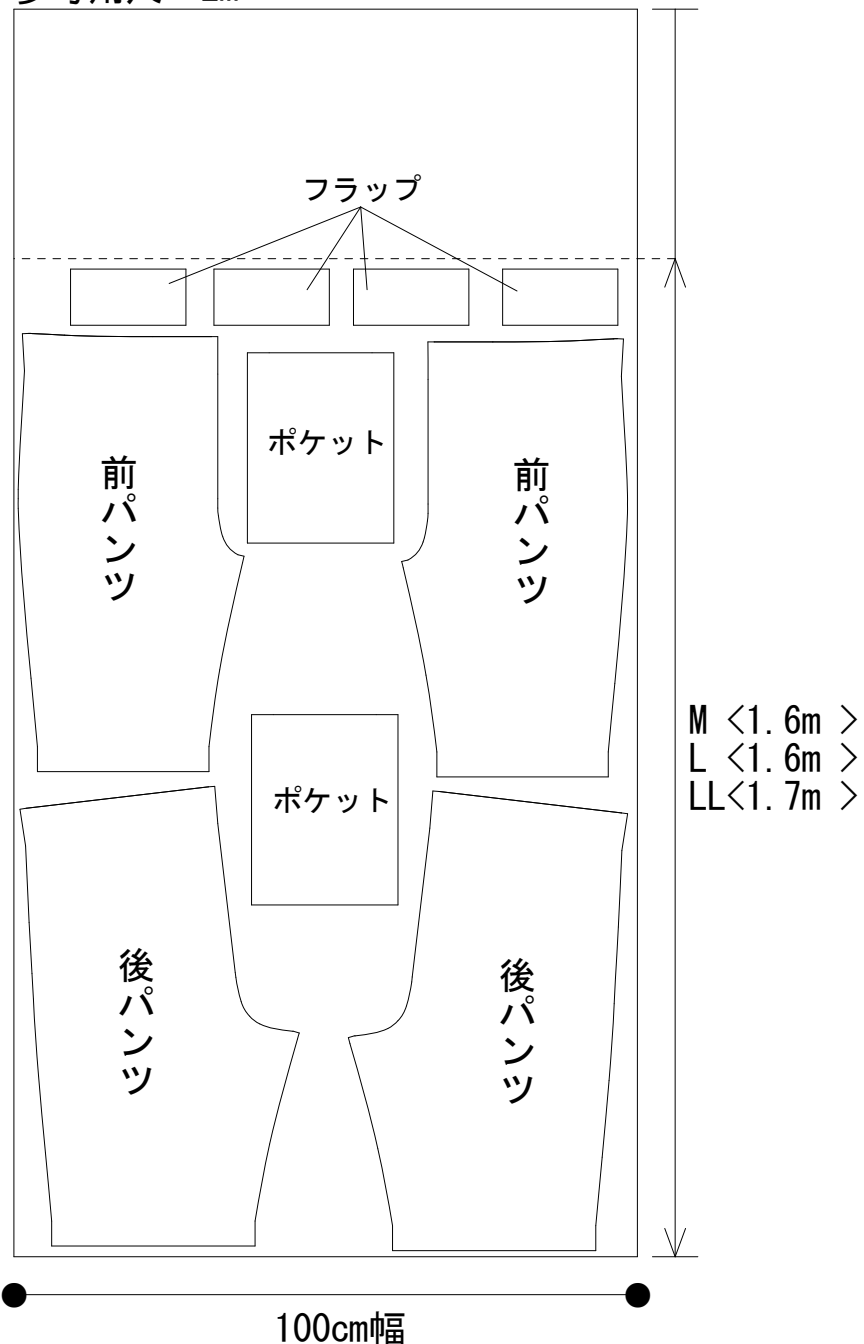 フラップ
ポケット
前パンツ
前パンツ
M <1.6m >
L <1.6m >
LL<1.7m >
ポケット
後パンツ
後パンツ
100cm幅